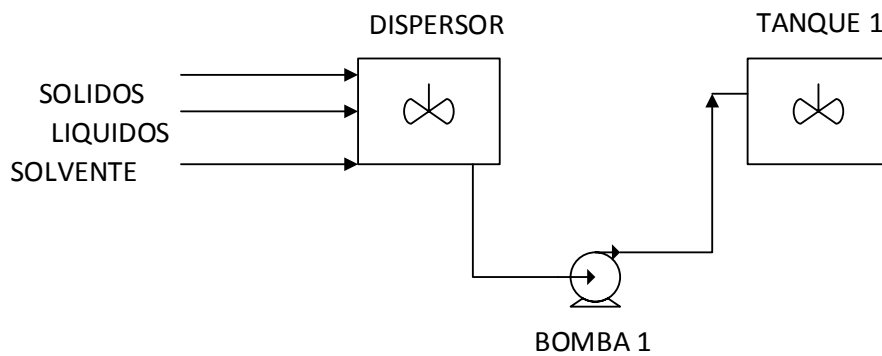 DISPERSOR
TANQUE 1
SOLIDOS
LIQUIDOS
SOLVENTE
BOMBA 1